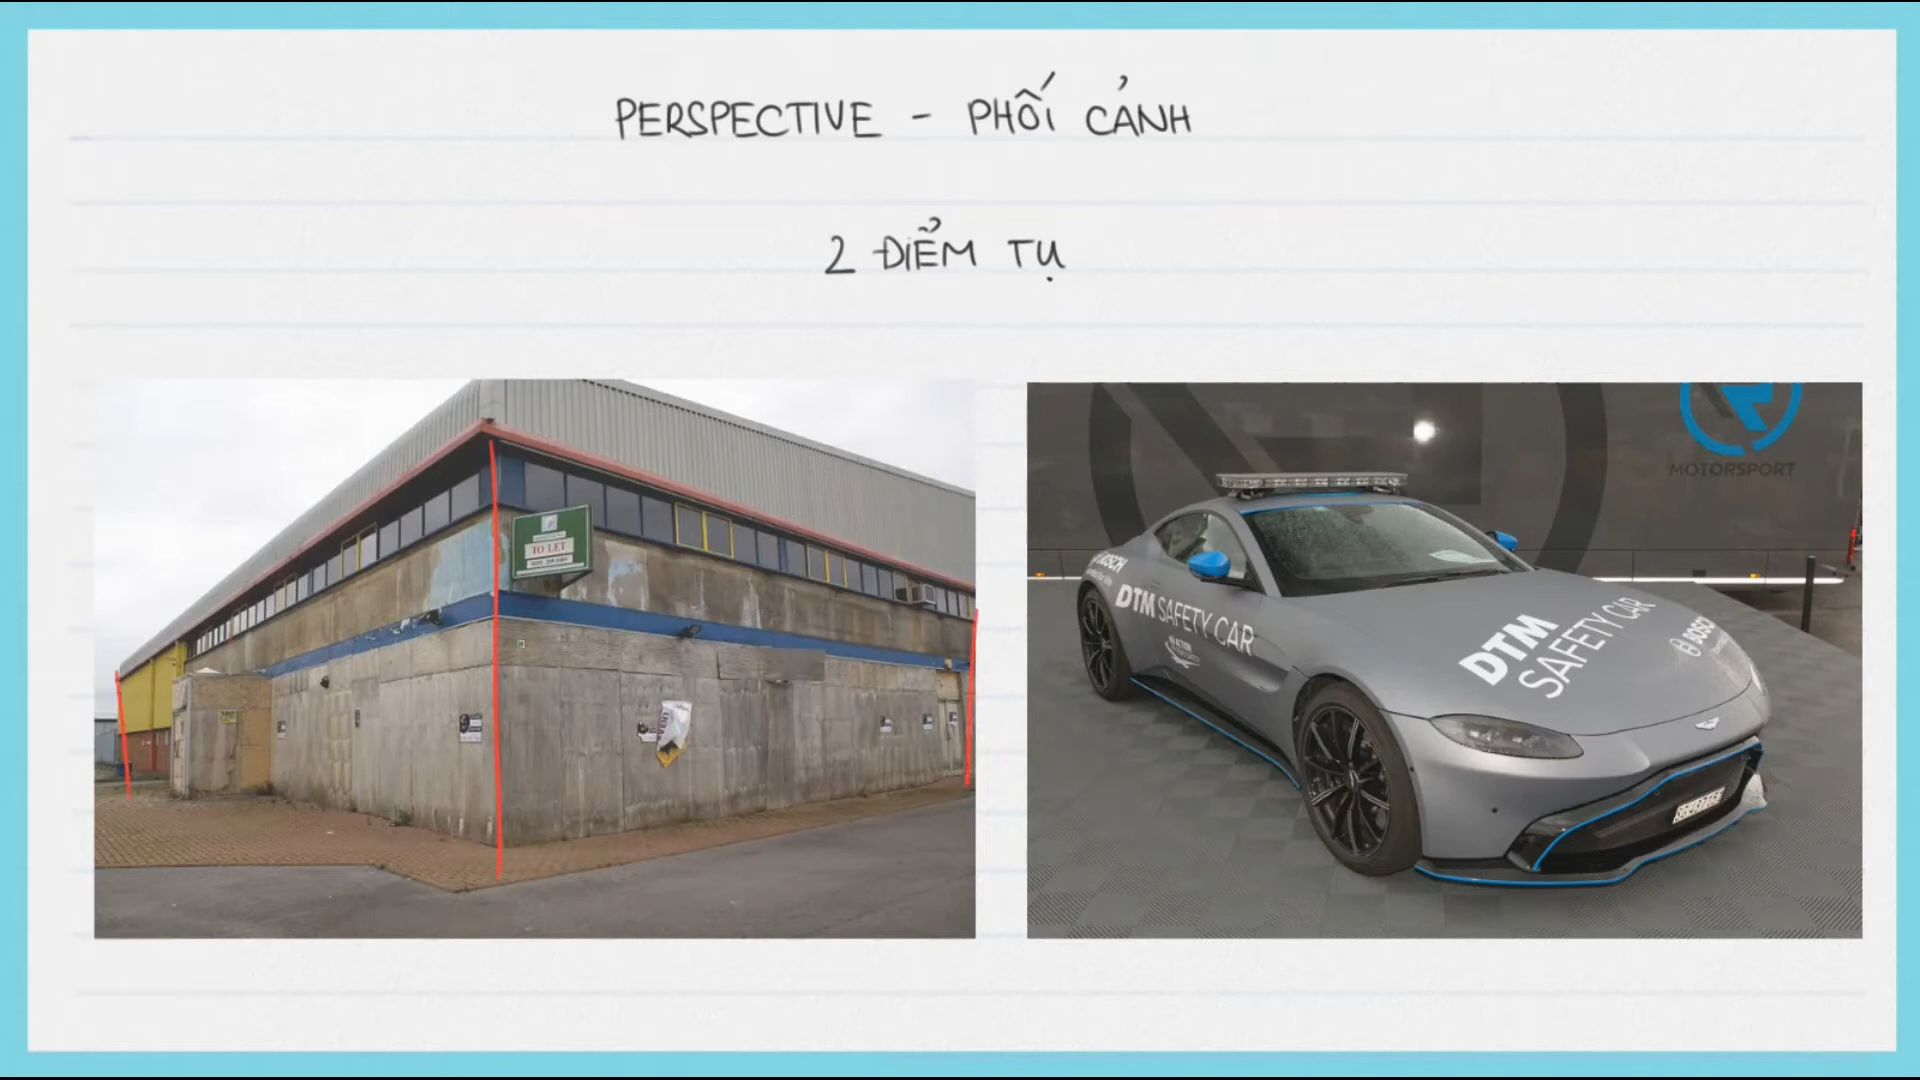 PERSPECTIVE - PHỐI CẢNH
2 ĐIỂM TỤ
TO LET
MOTORSPORT
BOSCH
DTM SAFETY CAR
DTM
SAFETY CAR
BOSCH